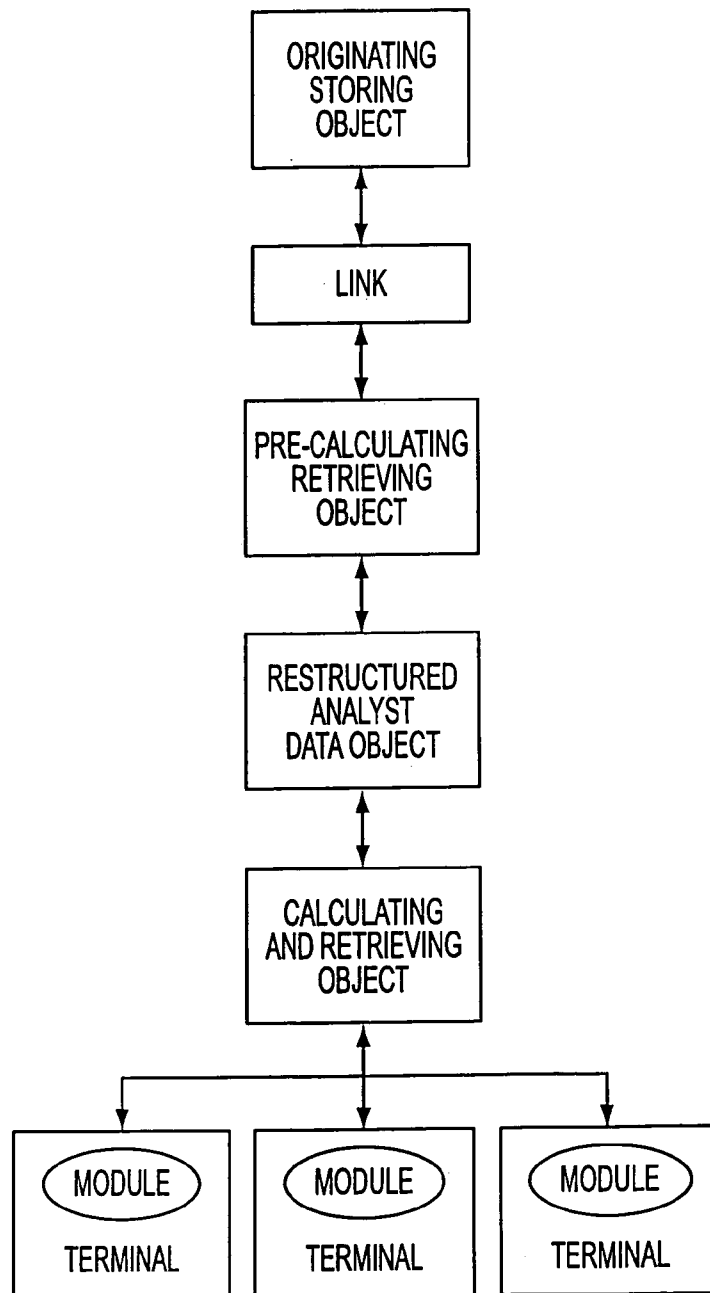 ORIGINATING
STORING
OBJECT
LINK
PRE-CALCULATING
RETRIEVING
OBJECT
RESTRUCTURED
ANALYST
DATA OBJECT
CALCULATING
AND RETRIEVING
OBJECT
MODULE
TERMINAL
MODULE
TERMINAL
MODULE
TERMINAL